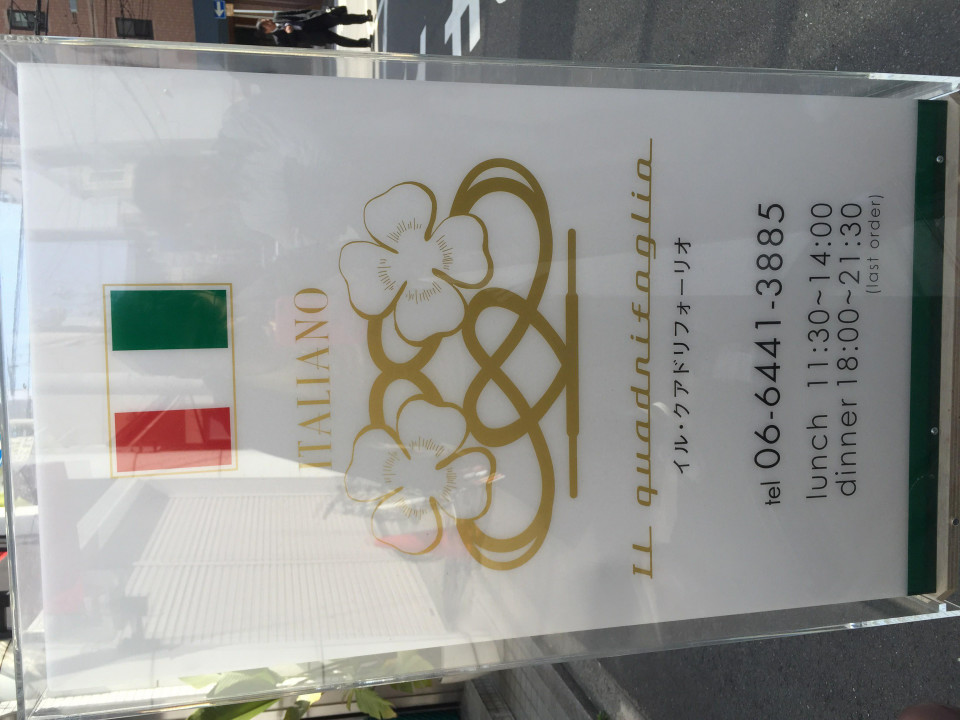 ITALIANO
IL quadrifoglio
イル・クアドリフォーリオ
tel 06-6441-3885
lunch 11:30~14:00
dinner 18:00~21:30
(last order)